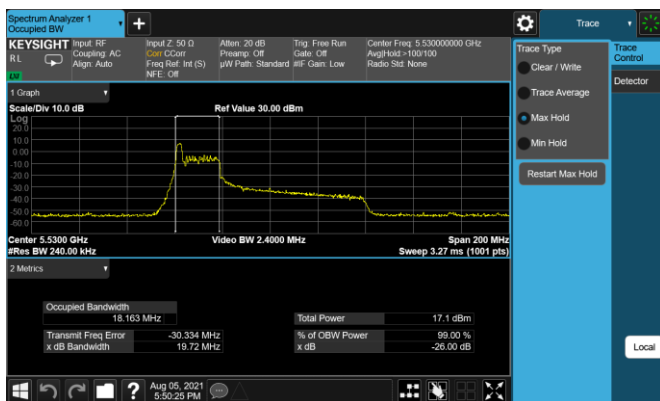 Spectrum Analyzer 1
Occupied BW
Trace
KEYSIGHT
R L
LXI
Input: RF
Coupling: AC
Align: Auto
Input Z: 50 Ω
Corr CCorr
Freq Ref: Int (S)
NFE: Off
Atten: 20 dB
Preamp: Off
µW Path: Standard
Trig: Free Run
Gate: Off
#IF Gain: Low
Center Freq: 5.530000000 GHz
Avg|Hold:>100/100
Radio Std: None
Trace Type
Clear / Write
Trace Average
Max Hold
Min Hold
Restart Max Hold
Trace
Control
Detector
Local
1 Graph
Scale/Div 10.0 dB
Ref Value 30.00 dBm
Log
20.0
10.0
0.00
-10.0
-20.0
-30.0
-40.0
-50.0
-60.0
Center 5.5300 GHz
#Res BW 240.00 kHz
Video BW 2.4000 MHz
Span 200 MHz
Sweep 3.27 ms (1001 pts)
2 Metrics
Occupied Bandwidth
18.163 MHz
Total Power
17.1 dBm
Transmit Freq Error
-30.334 MHz
% of OBW Power
99.00 %
x dB Bandwidth
19.72 MHz
x dB
-26.00 dB
Aug 05, 2021
5:50:25 PM